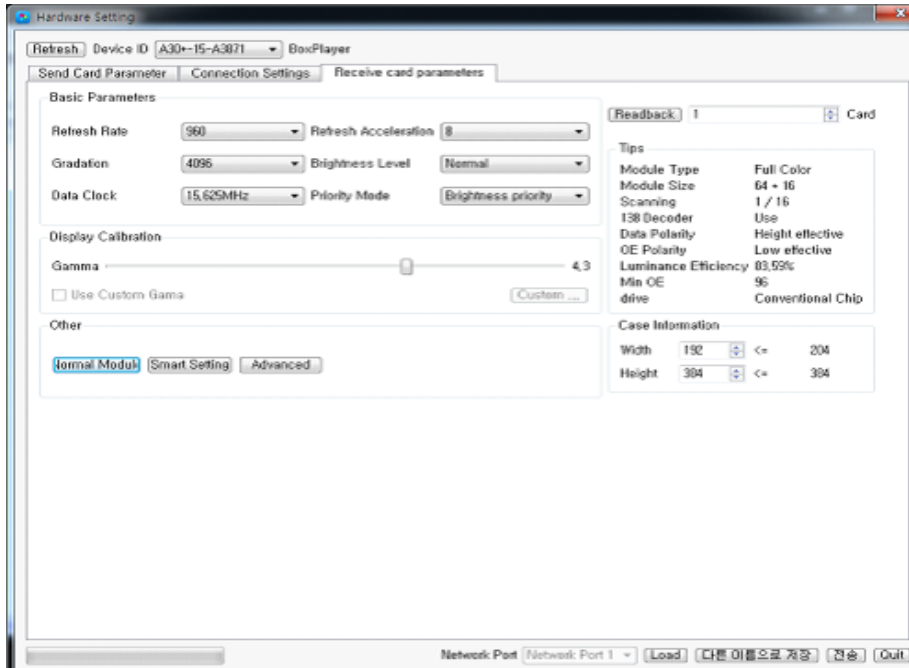 Hardware Setting
Refresh Device ID A30+-15-A3871 BoxPlayer
Send Card Parameter Connection Settings Receive card parameters
Basic Parameters
Refresh Rate 960 Refresh Acceleration 8
Gradation 4096 Brightness Level Normal
Data Clock 15,625MHz Priority Mode Brightness priority
Display Calibration
Gamma 4,3
Use Custom Gama Custom ...
Other
Normal Modul Smart Setting Advanced
Readback 1 Card
Tips
Module Type Full Color
Module Size 64 * 16
Scanning 1 / 16
138 Decoder Use
Data Polarity Height effective
OE Polarity Low effective
Luminance Efficiency 83,59%
Min OE 96
drive Conventional Chip
Case Information
Width 192 <= 204
Height 384 <= 384
Network Port Network Port 1 Load 다른 이름으로 저장 전송 Quit